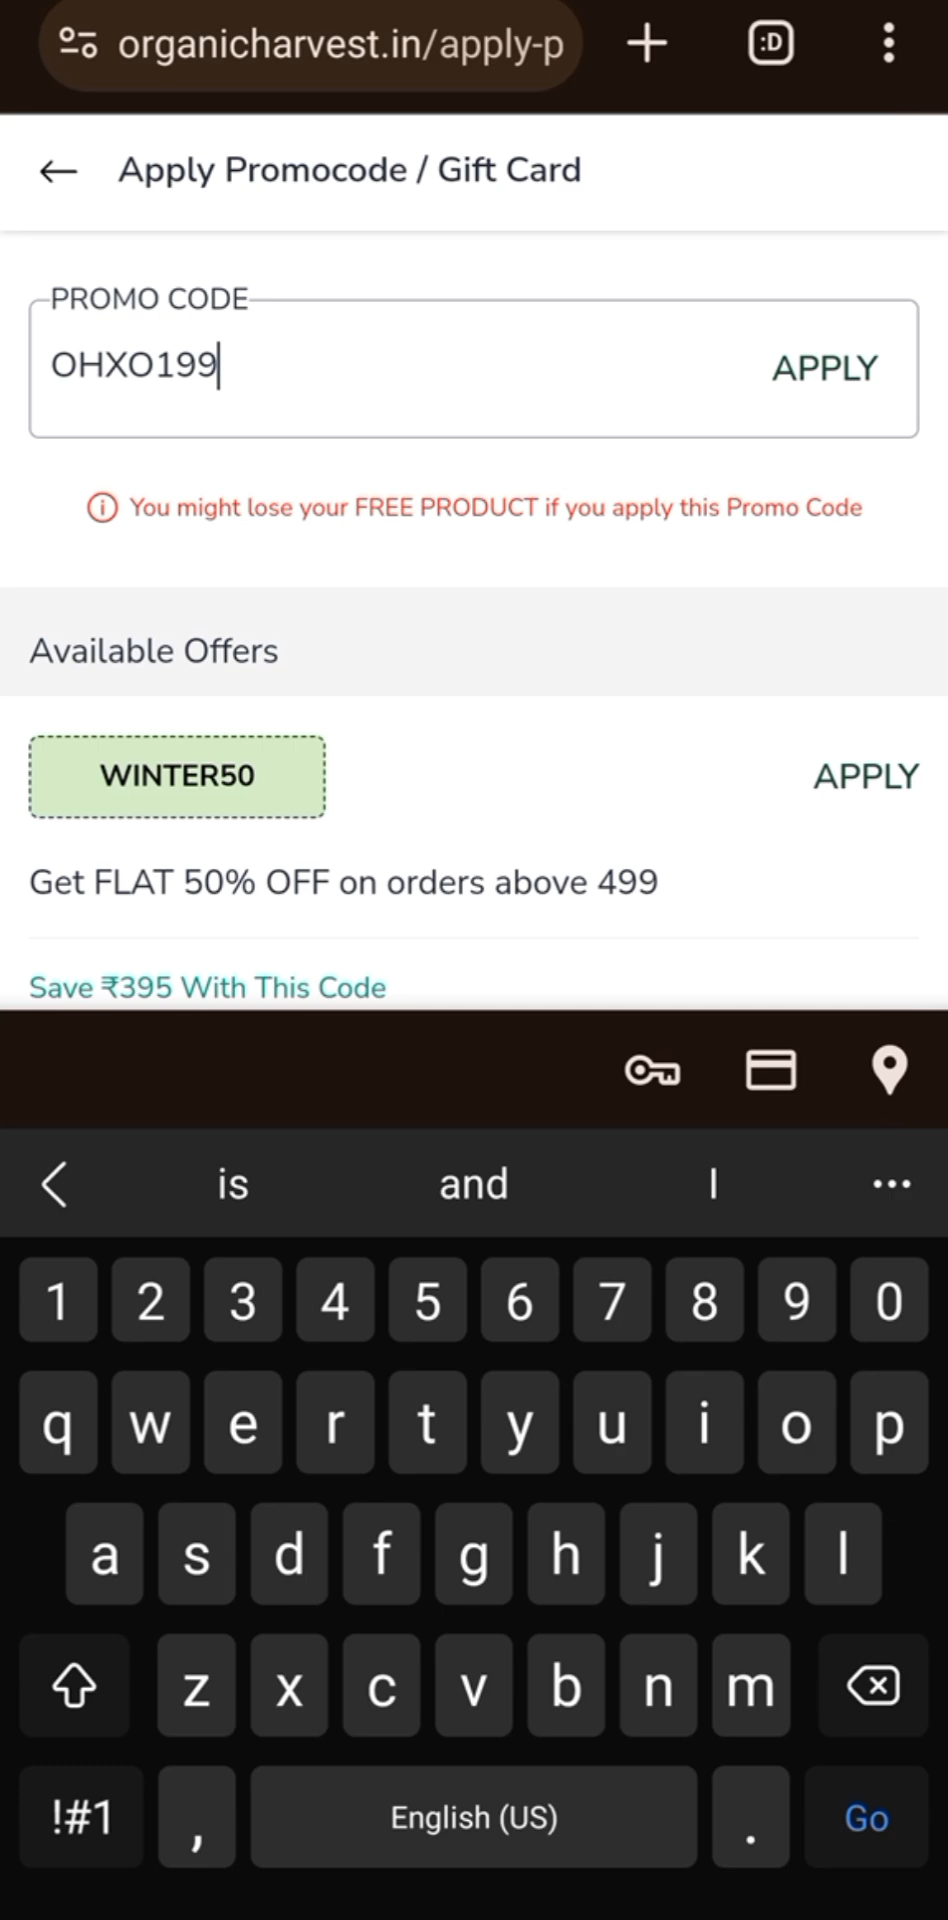 organicharvest.in/apply-p
:D
Apply Promocode / Gift Card
PROMO CODE
OHXO199
APPLY
You might lose your FREE PRODUCT if you apply this Promo Code
Available Offers
WINTER50
APPLY
Get FLAT 50% OFF on orders above 499
Save ₹395 With This Code
is and I
1 2 3 4 5 6 7 8 9 0
q w e r t y u i o p
a s d f g h j k l
z x c v b n m
!#1 , English (US) . Go